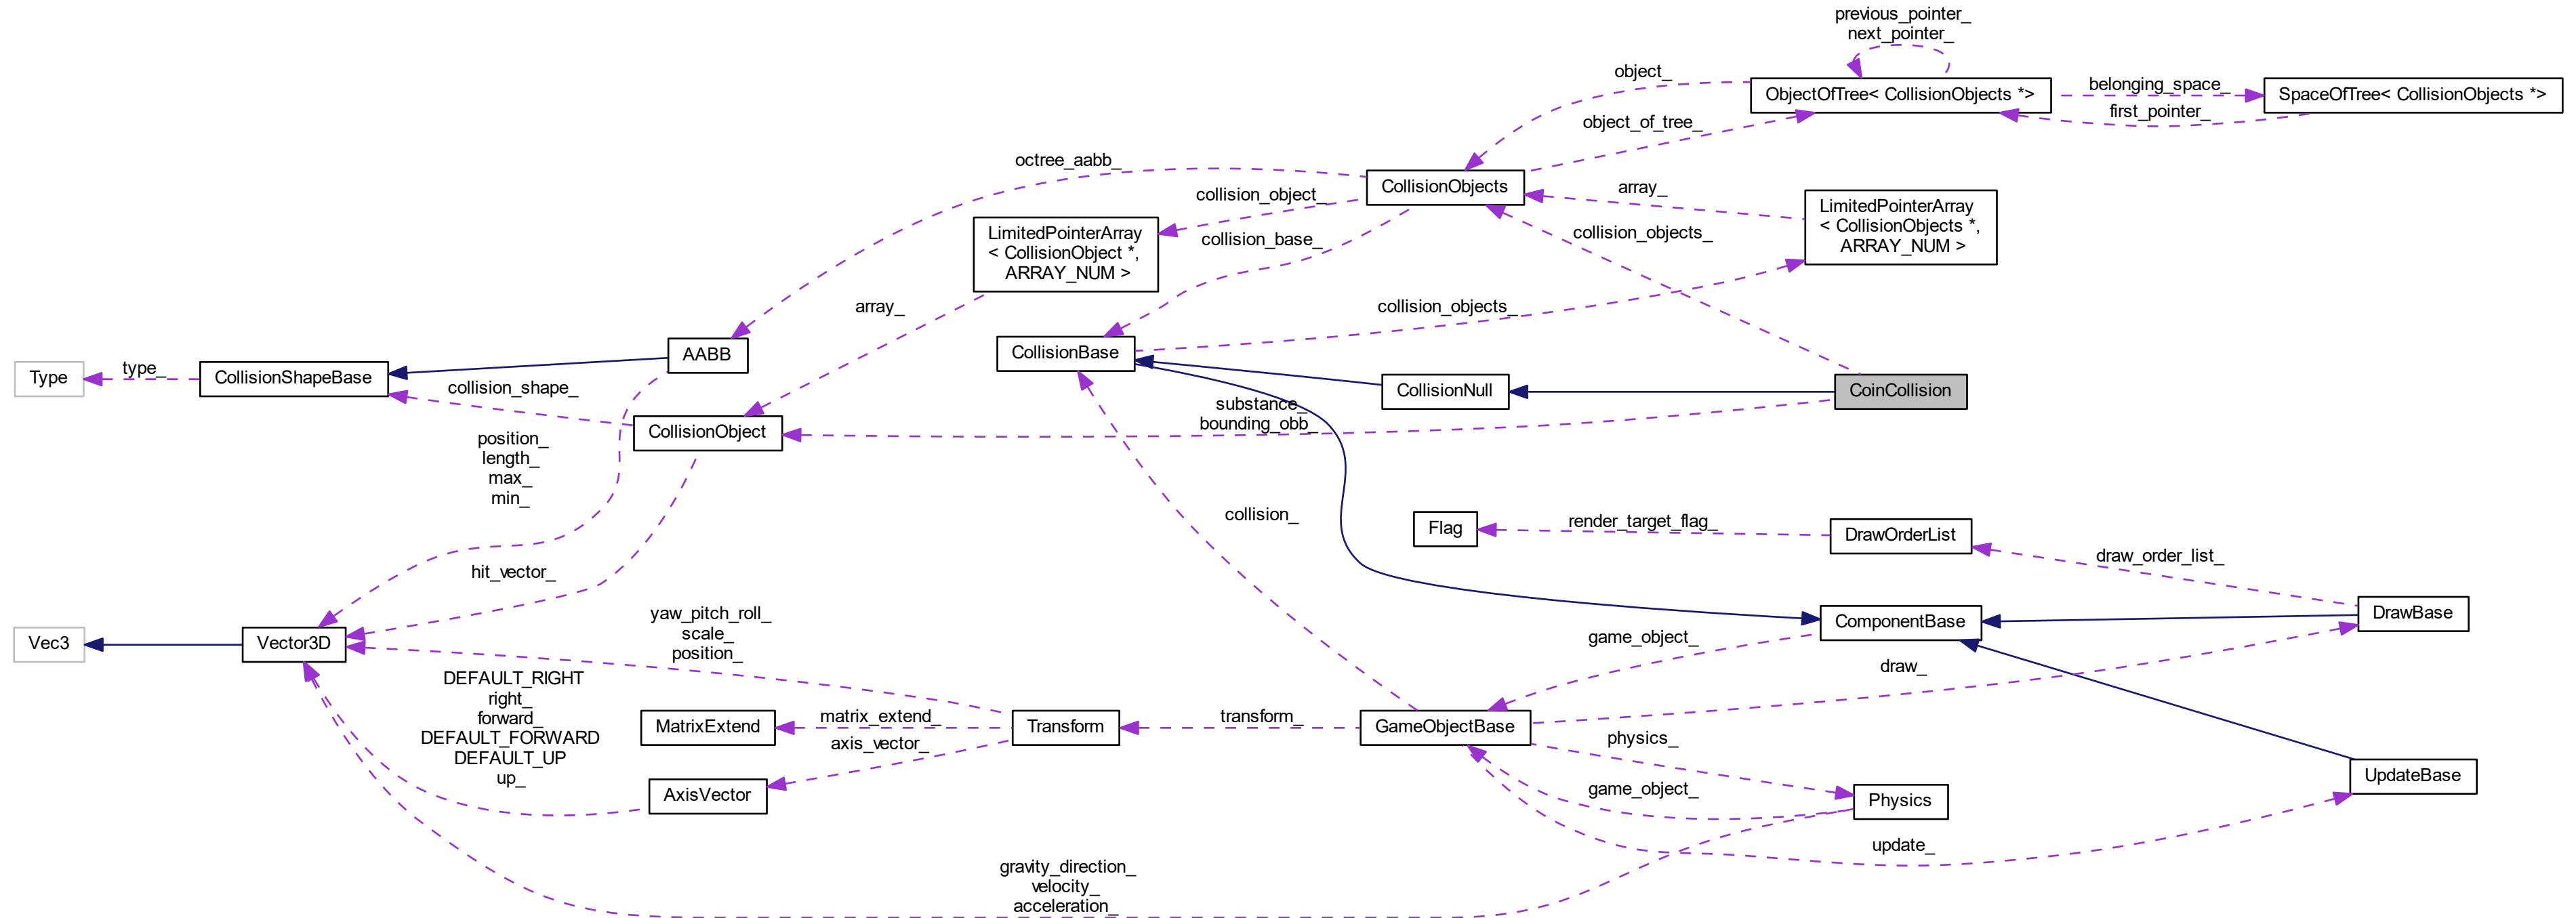 previous_pointer_
next_pointer_
object_
ObjectOfTree< CollisionObjects *>
belonging_space_
SpaceOfTree< CollisionObjects *>
first_pointer_
object_of_tree_
octree_aabb_
CollisionObjects
array_
collision_object_
LimitedPointerArray
< CollisionObjects *,
ARRAY_NUM >
LimitedPointerArray
< CollisionObject *,
ARRAY_NUM >
collision_base_
collision_objects_
array_
collision_objects_
AABB
CollisionBase
Type
type_
CollisionShapeBase
collision_shape_
CollisionNull
CoinCollision
substance_
bounding_obb_
CollisionObject
position_
length_
max_
min_
collision_
Flag
render_target_flag_
DrawOrderList
draw_order_list_
hit_vector_
yaw_pitch_roll_
scale_
position_
ComponentBase
DrawBase
game_object_
Vec3
Vector3D
draw_
DEFAULT_RIGHT
right_
forward_
DEFAULT_FORWARD
DEFAULT_UP
up_
MatrixExtend
matrix_extend_
Transform
transform_
GameObjectBase
axis_vector_
physics_
AxisVector
game_object_
Physics
UpdateBase
update_
gravity_direction_
velocity_
acceleration_